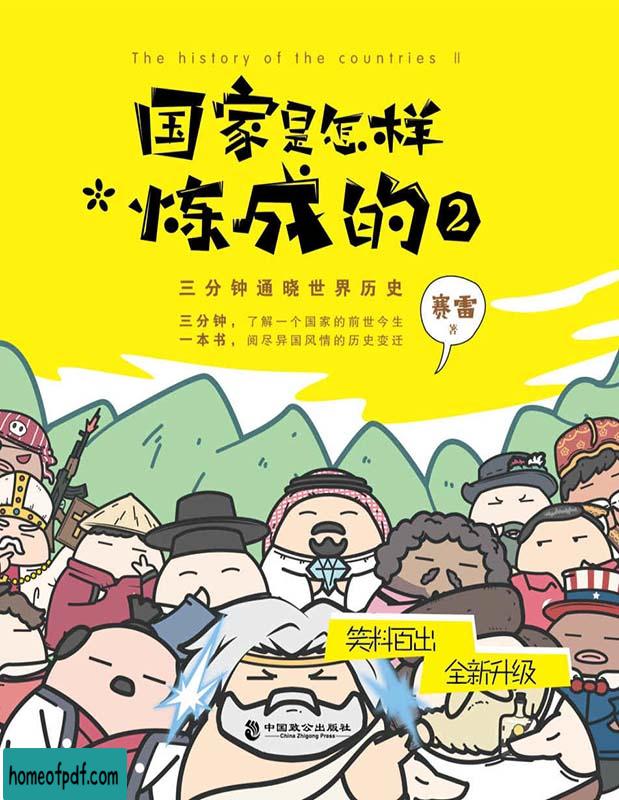 The history of the countries Ⅱ
国家是怎样
炼成的2
三分钟通晓世界历史
三分钟，了解一个国家的前世今生
一本书，阅尽异国风情的历史变迁
赛雷
著
笑料百出
全新升级
中国致公出版社
China Zhigong Press
homeofpdf.com